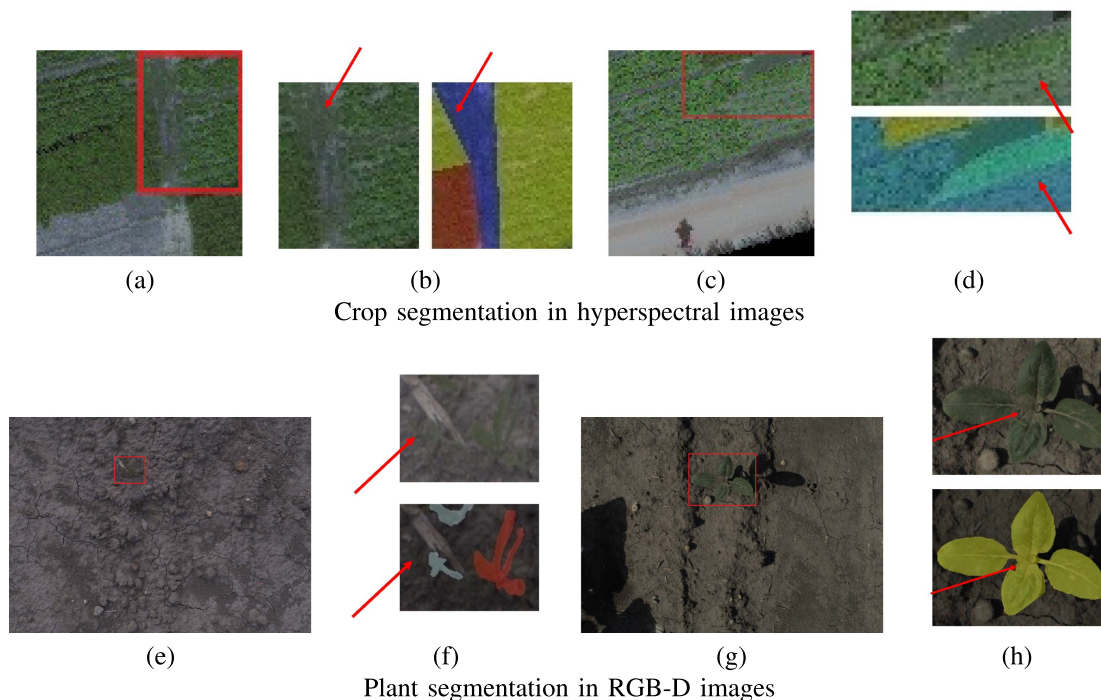 (a) (b) (c) (d)
Crop segmentation in hyperspectral images
(e) (f) (g) (h)
Plant segmentation in RGB-D images